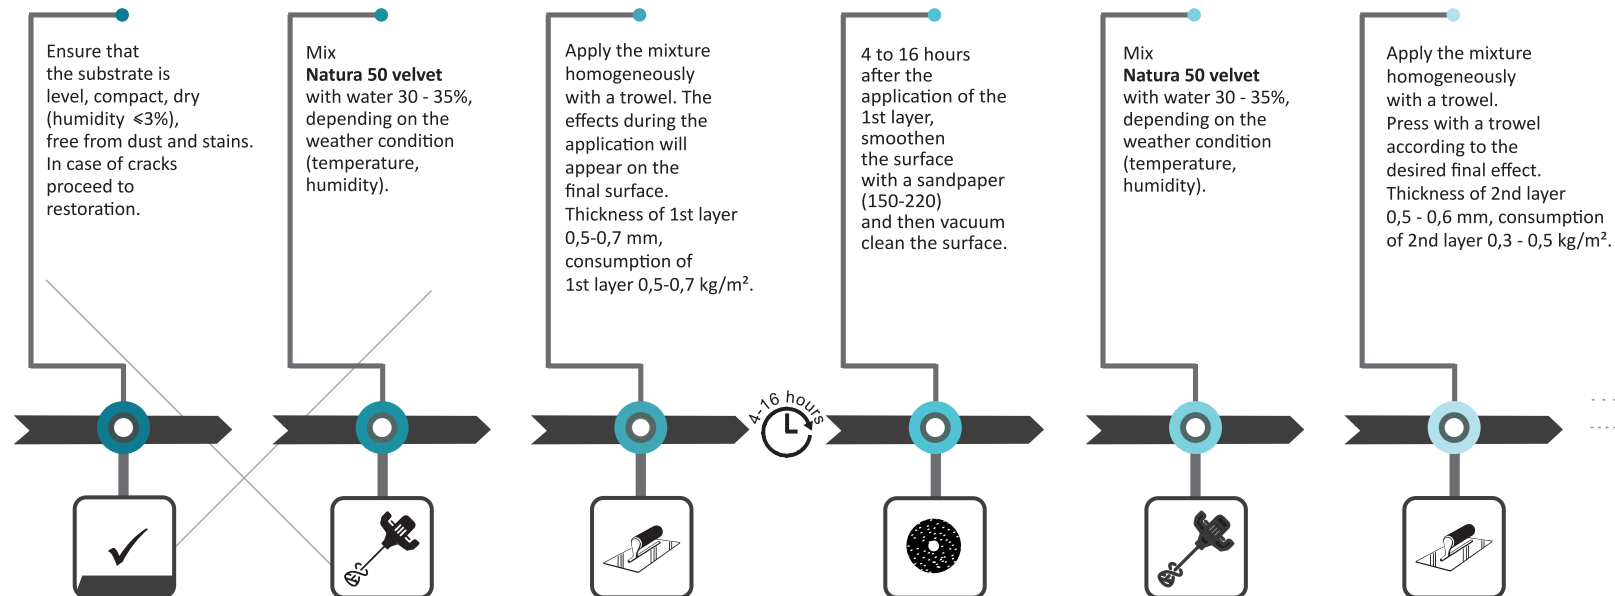 Ensure that
the substrate is
level, compact, dry
(humidity ⩽3%),
free from dust and stains.
In case of cracks
proceed to
restoration.
Mix
Natura 50 velvet
with water 30 - 35%,
depending on the
weather condition
(temperature,
humidity).
Apply the mixture
homogeneously
with a trowel. The
effects during the
application will
appear on the
final surface.
Thickness of 1st layer
0,5-0,7 mm,
consumption of
1st layer 0,5-0,7 kg/m².
4-16 hours
4 to 16 hours
after the
application of the
1st layer,
smoothen
the surface
with a sandpaper
(150-220)
and then vacuum
clean the surface.
Mix
Natura 50 velvet
with water 30 - 35%,
depending on the
weather condition
(temperature,
humidity).
Apply the mixture
homogeneously
with a trowel.
Press with a trowel
according to the
desired final effect.
Thickness of 2nd layer
0,5 - 0,6 mm, consumption
of 2nd layer 0,3 - 0,5 kg/m².